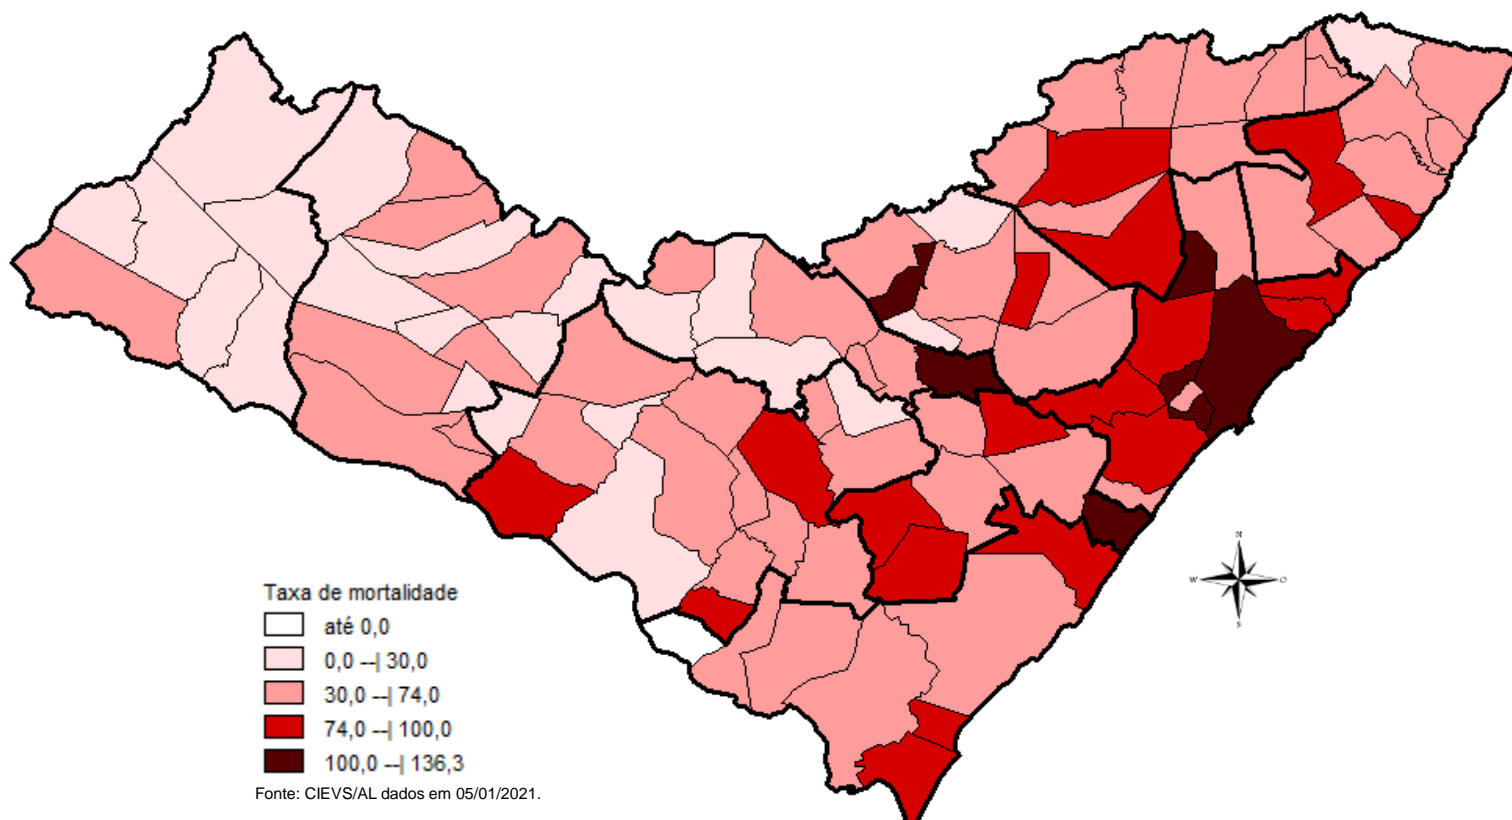 Taxa de mortalidade
até 0,0
0,0 --| 30,0
30,0 --| 74,0
74,0 --| 100,0
100,0 --| 136,3
Fonte: CIEVS/AL dados em 05/01/2021.
N
W
O
S